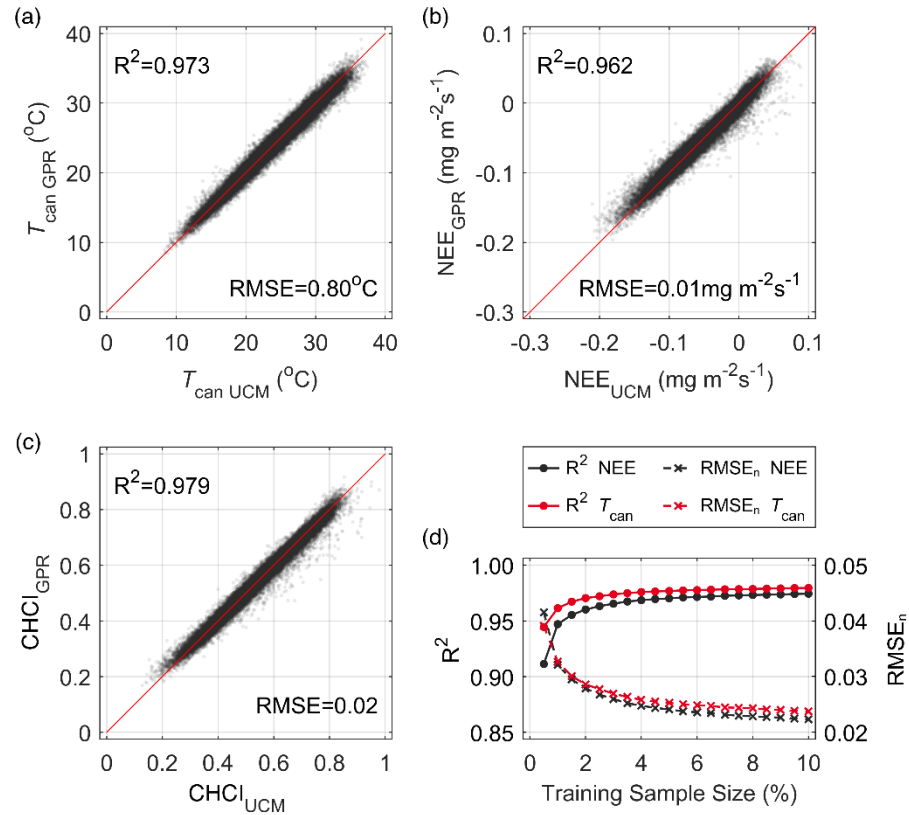 (a)
40
30
20
10
0
R²=0.973
RMSE=0.80°C
T_can GPR (°C)
0 10 20 30 40
T_can UCM (°C)
(b)
0.1
0
-0.1
-0.2
-0.3
R²=0.962
RMSE=0.01mg m⁻²s⁻¹
NEE_GPR (mg m⁻²s⁻¹)
-0.3 -0.2 -0.1 0 0.1
NEE_UCM (mg m⁻²s⁻¹)
(c)
1
0.8
0.6
0.4
0.2
0
R²=0.979
RMSE=0.02
CHCI_GPR
0 0.2 0.4 0.6 0.8 1
CHCI_UCM
R² NEE RMSEₙ NEE
R² T_can RMSEₙ T_can
(d)
1.00
0.95
0.90
0.85
R²
0.05
0.04
0.03
0.02
RMSEₙ
0 2 4 6 8 10
Training Sample Size (%)